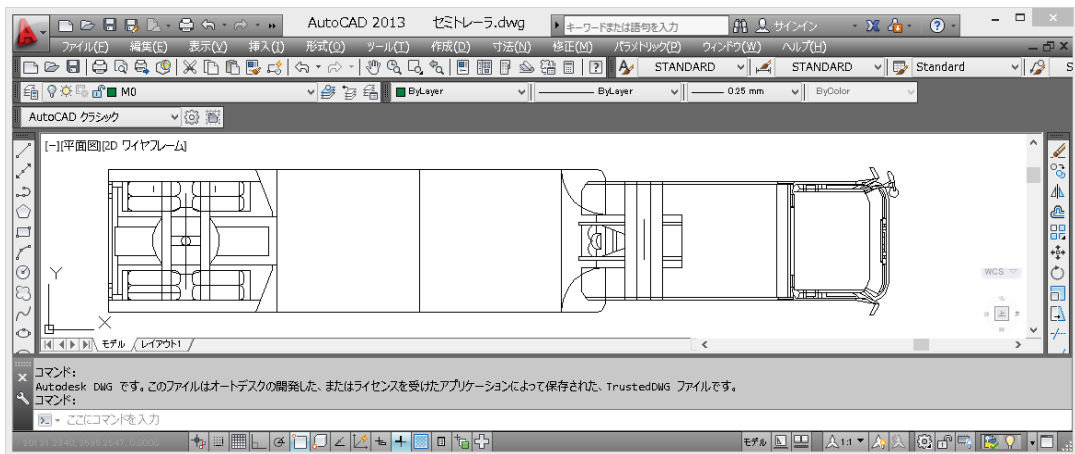 AutoCAD 2013 セミトレーラ.dwg キーワードまたは語句を入力 サインイン
ファイル(F) 編集(E) 表示(V) 挿入(I) 形式(O) ツール(T) 作成(D) 寸法(N) 修正(M) パラメトリック(P) ウィンドウ(W) ヘルプ(H)
STANDARD STANDARD Standard S
M0 ByLayer ByLayer 0.25 mm ByColor
AutoCAD クラシック
[-][平面図][2D ワイヤフレーム]
Y
WCS
X
上
モデル レイアウト1
コマンド:
Autodesk DWG です。このファイルはオートデスクの開発した、またはライセンスを受けたアプリケーションによって保存された、TrustedDWG ファイルです。
コマンド:
ここにコマンドを入力
モデル 1:1